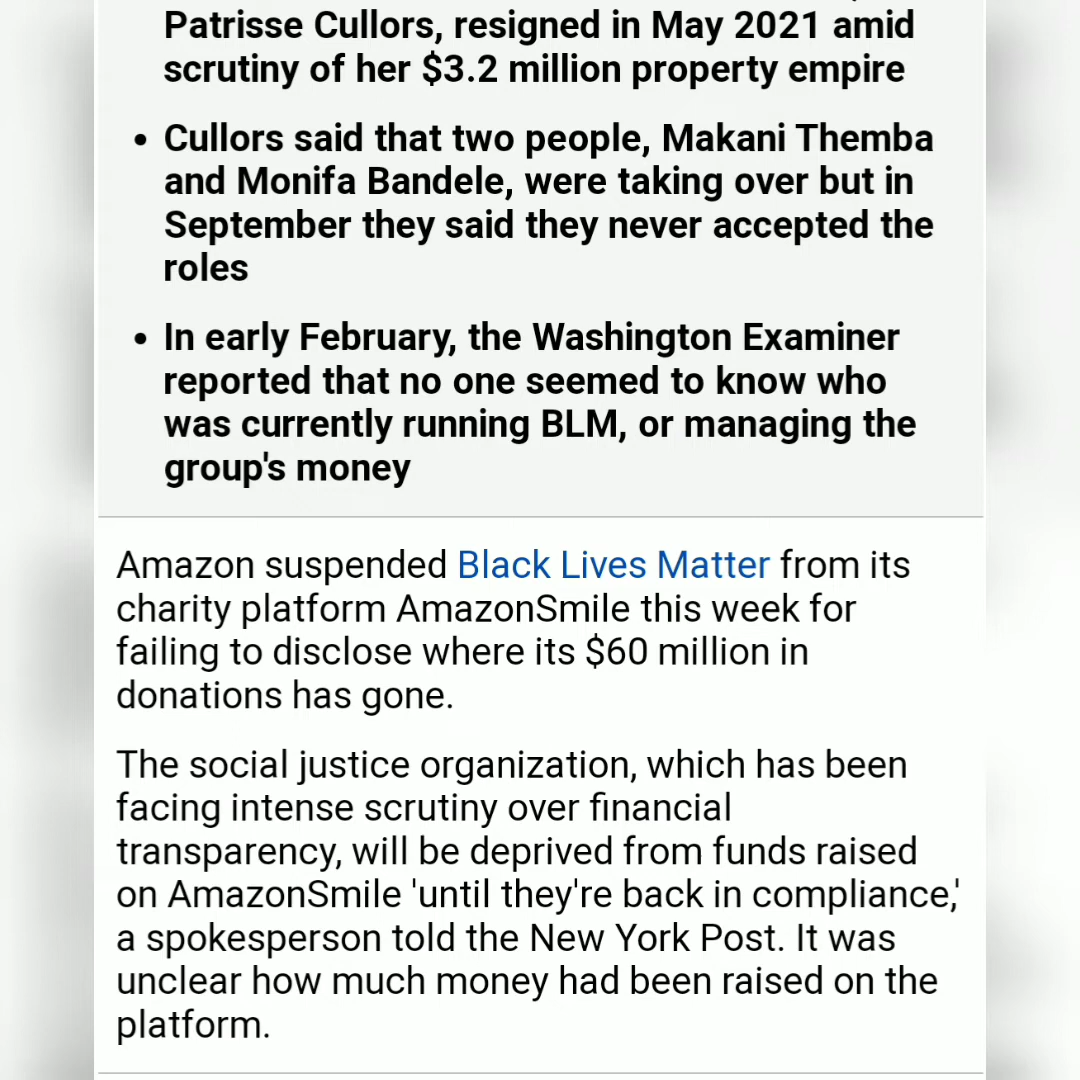 Patrisse Cullors, resigned in May 2021 amid
scrutiny of her $3.2 million property empire
• Cullors said that two people, Makani Themba
and Monifa Bandele, were taking over but in
September they said they never accepted the
roles
• In early February, the Washington Examiner
reported that no one seemed to know who
was currently running BLM, or managing the
group's money
Amazon suspended Black Lives Matter from its
charity platform AmazonSmile this week for
failing to disclose where its $60 million in
donations has gone.
The social justice organization, which has been
facing intense scrutiny over financial
transparency, will be deprived from funds raised
on AmazonSmile 'until they're back in compliance,'
a spokesperson told the New York Post. It was
unclear how much money had been raised on the
platform.